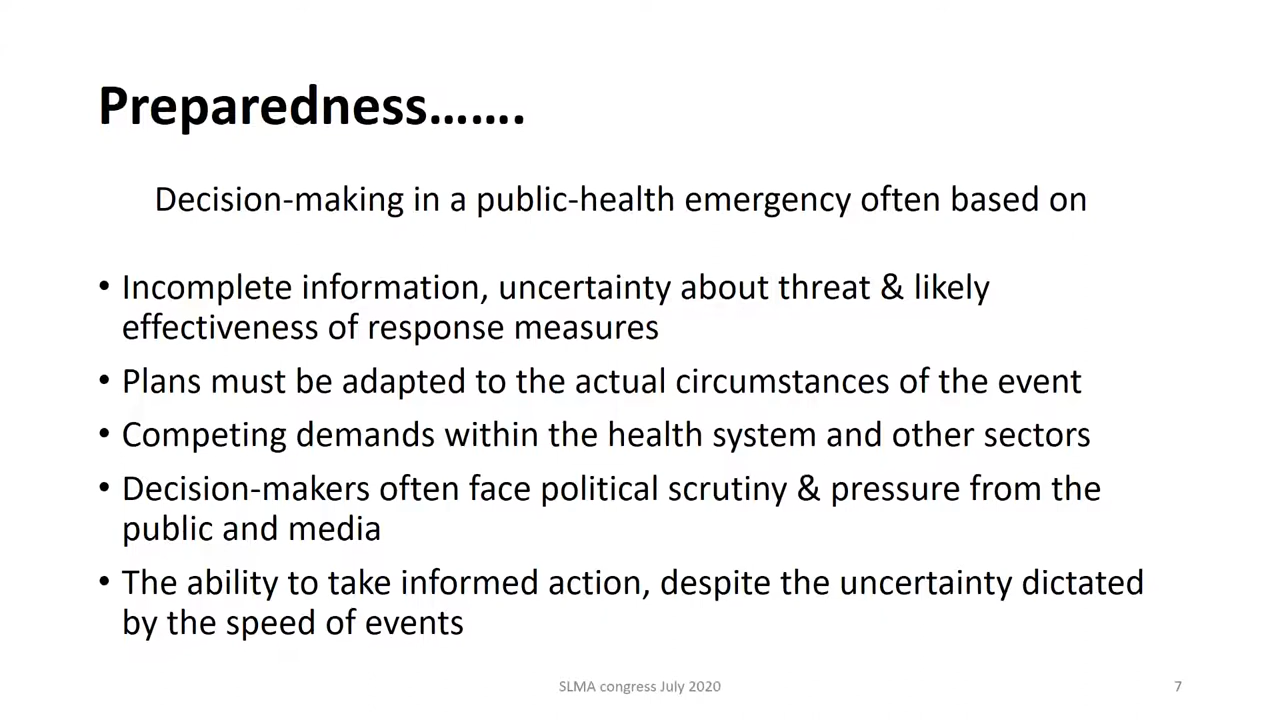 Preparedness.......
Decision-making in a public-health emergency often based on
• Incomplete information, uncertainty about threat & likely
effectiveness of response measures
• Plans must be adapted to the actual circumstances of the event
• Competing demands within the health system and other sectors
• Decision-makers often face political scrutiny & pressure from the
public and media
• The ability to take informed action, despite the uncertainty dictated
by the speed of events
SLMA congress July 2020
7